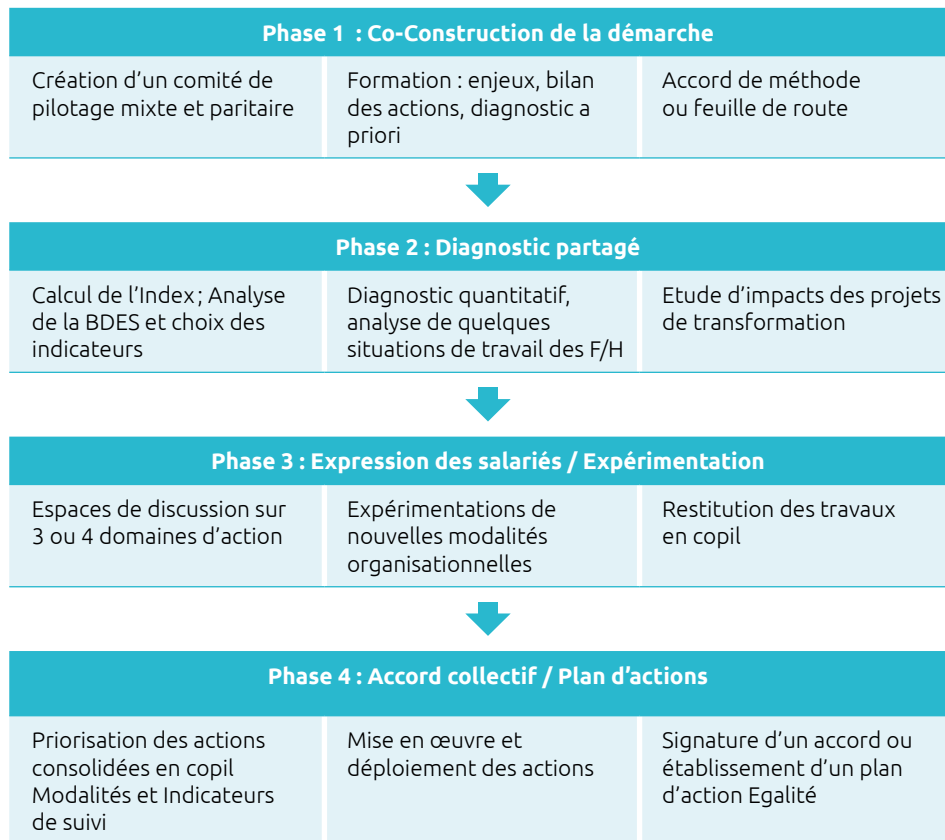 Phase 1 : Co-Construction de la démarche
Création d'un comité de
pilotage mixte et paritaire
Formation : enjeux, bilan
des actions, diagnostic a
priori
Accord de méthode
ou feuille de route
Phase 2 : Diagnostic partagé
Calcul de l'Index ; Analyse
de la BDES et choix des
indicateurs
Diagnostic quantitatif,
analyse de quelques
situations de travail des F/H
Etude d'impacts des projets
de transformation
Phase 3 : Expression des salariés / Expérimentation
Espaces de discussion sur
3 ou 4 domaines d'action
Expérimentations de
nouvelles modalités
organisationnelles
Restitution des travaux
en copil
Phase 4 : Accord collectif / Plan d'actions
Priorisation des actions
consolidées en copil
Modalités et Indicateurs
de suivi
Mise en œuvre et
déploiement des actions
Signature d'un accord ou
établissement d'un plan
d'action Egalité